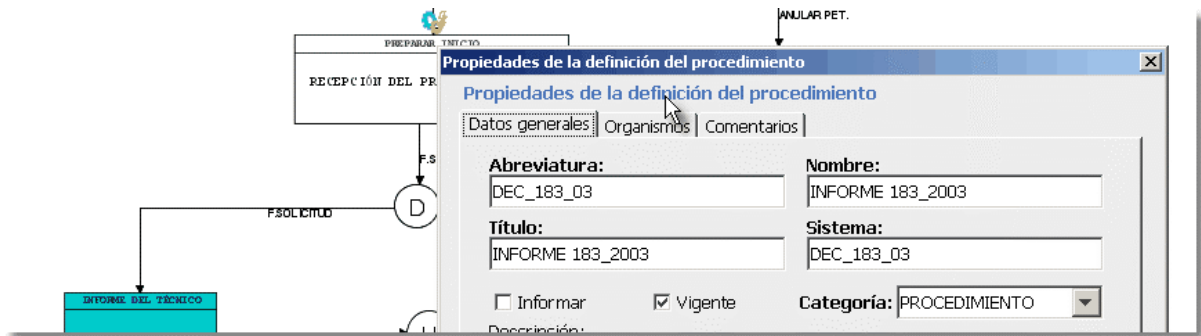 ANULAR PET.
PREPARAR INICIO
RECEPCIÓN DEL
F.SOLICITUD
INFORME DEL TÉCNICO
D
Propiedades de la definición del procedimiento
Propiedades de la definición del procedimiento
Datos generales Organismos Comentarios
Abreviatura: Nombre:
DEC_183_03 INFORME 183_2003
Título: Sistema:
INFORME 183_2003 DEC_183_03
Informar Vigente Categoría: PROCEDIMIENTO
Descripción: